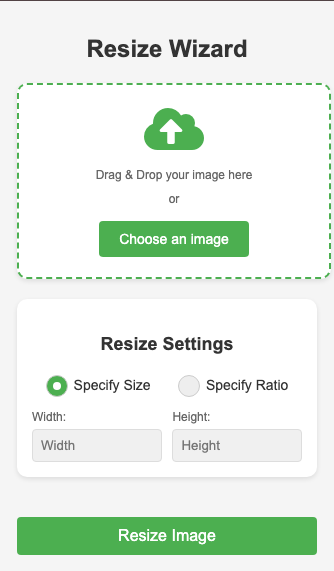 Resize Wizard
Drag & Drop your image here
or
Choose an image
Resize Settings
Specify Size Specify Ratio
Width: Height:
Width Height
Resize Image